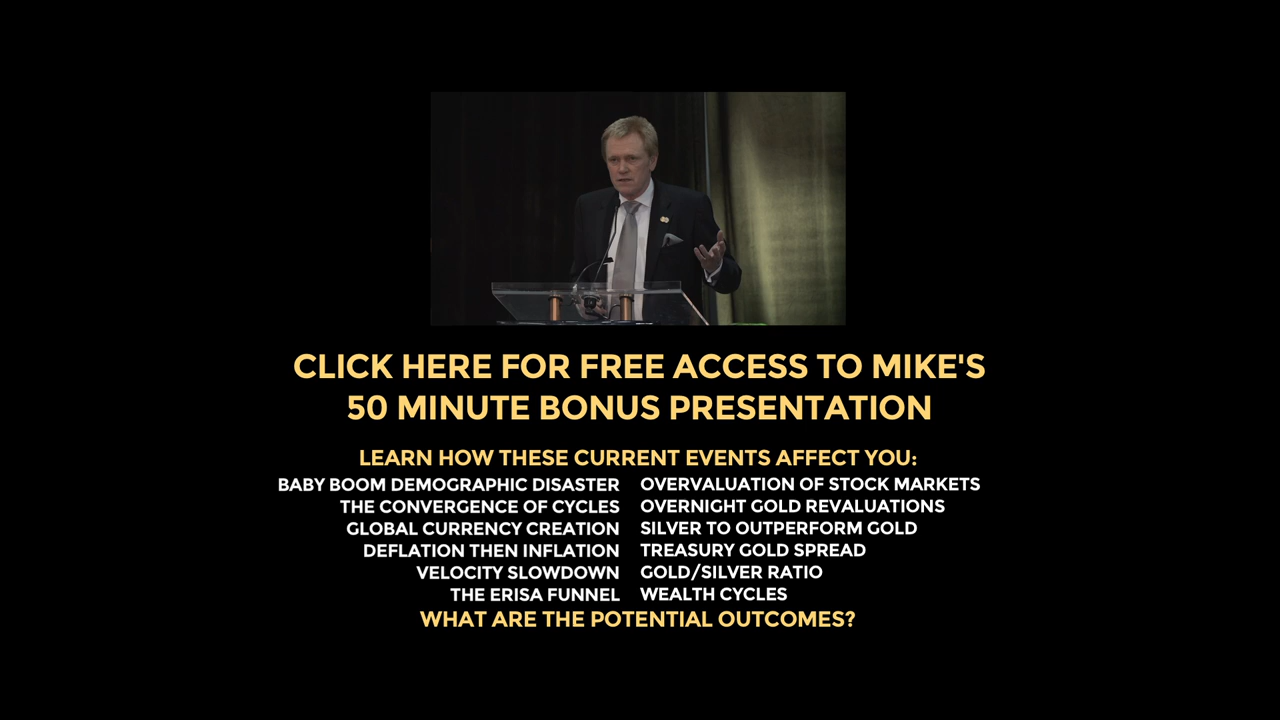 CLICK HERE FOR FREE ACCESS TO MIKE'S
50 MINUTE BONUS PRESENTATION
LEARN HOW THESE CURRENT EVENTS AFFECT YOU:
BABY BOOM DEMOGRAPHIC DISASTER
THE CONVERGENCE OF CYCLES
GLOBAL CURRENCY CREATION
DEFLATION THEN INFLATION
VELOCITY SLOWDOWN
THE ERISA FUNNEL
OVERVALUATION OF STOCK MARKETS
OVERNIGHT GOLD REVALUATIONS
SILVER TO OUTPERFORM GOLD
TREASURY GOLD SPREAD
GOLD/SILVER RATIO
WEALTH CYCLES
WHAT ARE THE POTENTIAL OUTCOMES?